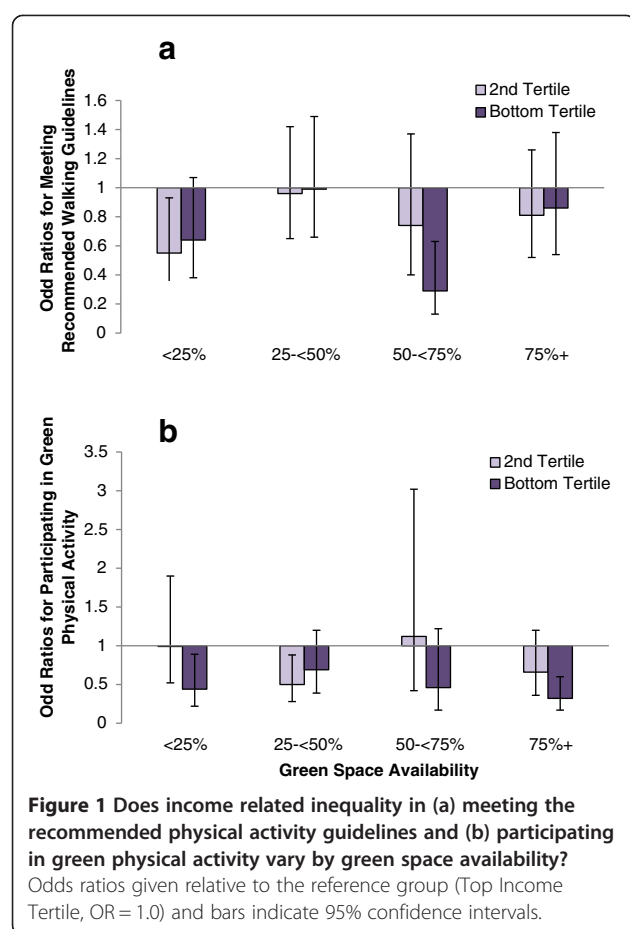 a
Odd Ratios for Meeting
Recommended Walking Guidelines
1.6
1.4
1.2
1
0.8
0.6
0.4
0.2
0
2nd Tertile
Bottom Tertile
<25%
25-<50%
50-<75%
75%+
b
Odd Ratios for Participating in Green
Physical Activity
3.5
3
2.5
2
1.5
1
0.5
0
2nd Tertile
Bottom Tertile
<25%
25-<50%
50-<75%
75%+
Green Space Availability
Figure 1 Does income related inequality in (a) meeting the
recommended physical activity guidelines and (b) participating
in green physical activity vary by green space availability?
Odds ratios given relative to the reference group (Top Income
Tertile, OR = 1.0) and bars indicate 95% confidence intervals.